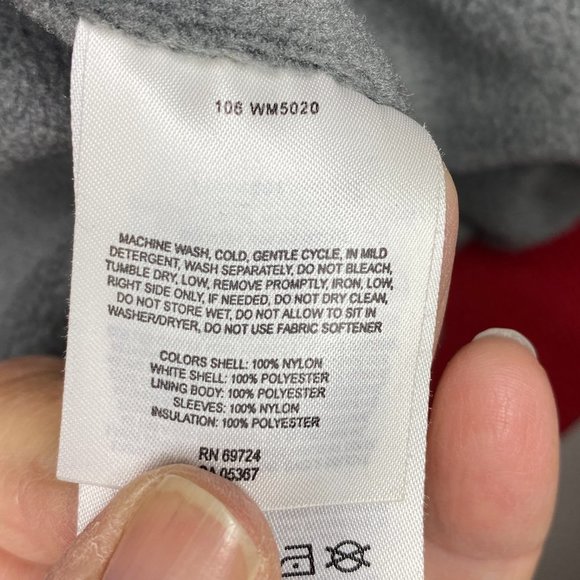 106 WM5020
MACHINE WASH, COLD, GENTLE CYCLE, IN MILD
DETERGENT, WASH SEPARATELY, DO NOT BLEACH,
TUMBLE DRY, LOW, REMOVE PROMPTLY, IRON, LOW,
RIGHT SIDE ONLY, IF NEEDED, DO NOT DRY CLEAN,
DO NOT STORE WET, DO NOT ALLOW TO SIT IN
WASHER/DRYER, DO NOT USE FABRIC SOFTENER
COLORS SHELL: 100% NYLON
WHITE SHELL: 100% POLYESTER
LINING BODY: 100% POLYESTER
SLEEVES: 100% NYLON
INSULATION: 100% POLYESTER
RN 69724
CA 05367